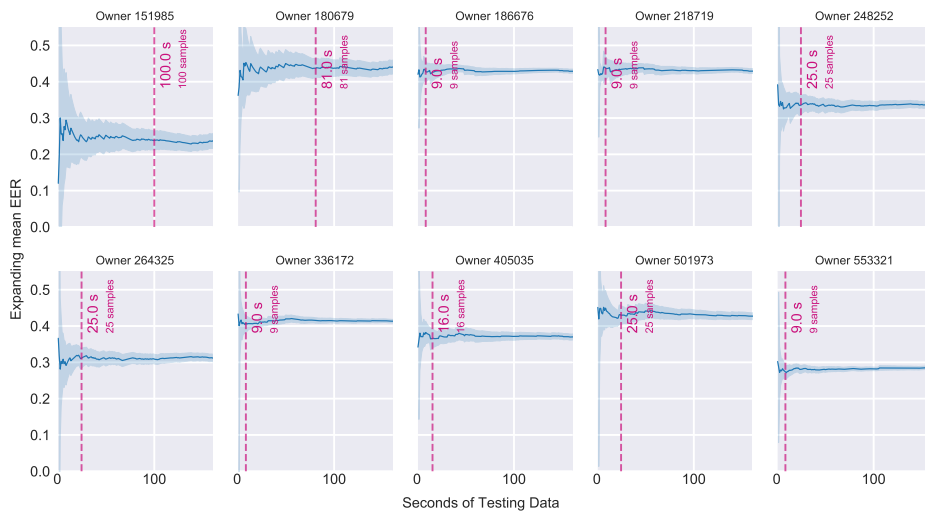 Owner 151985
Owner 180679
Owner 186676
Owner 218719
Owner 248252
0.5
0.4
0.3
0.2
0.1
0.0
100.0 s
100 samples
81.0 s
81 samples
9.0 s
9 samples
9.0 s
9 samples
25.0 s
25 samples
Expanding mean EER
Owner 264325
Owner 336172
Owner 405035
Owner 501973
Owner 553321
0.5
0.4
0.3
0.2
0.1
0.0
25.0 s
25 samples
9.0 s
9 samples
16.0 s
16 samples
25.0 s
25 samples
9.0 s
9 samples
0 100
0 100
0 100
0 100
0 100
Seconds of Testing Data